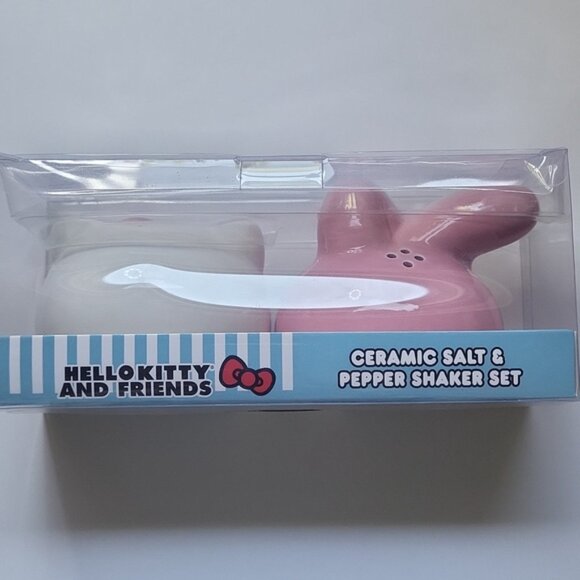 HELLO KITTY®
AND FRIENDS
CERAMIC SALT &
PEPPER SHAKER SET